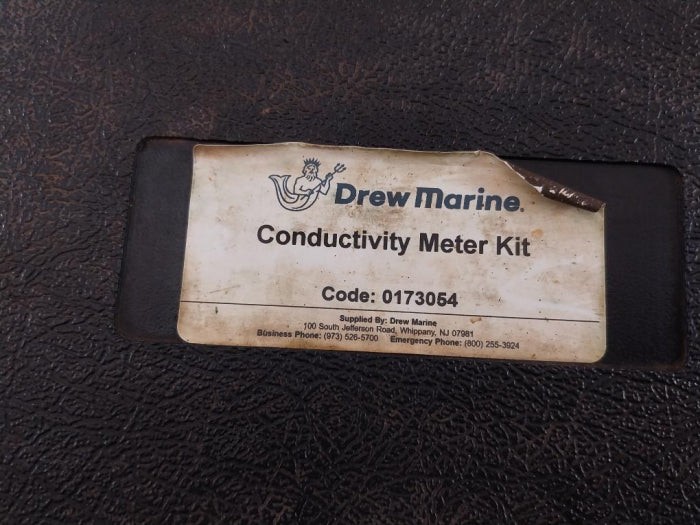 Drew Marine.
Conductivity Meter Kit
Code: 0173054
Supplied By: Drew Marine
100 South Jefferson Road, Whippany, NJ 07981
Business Phone: (973) 526-5700 Emergency Phone: (800) 255-3924